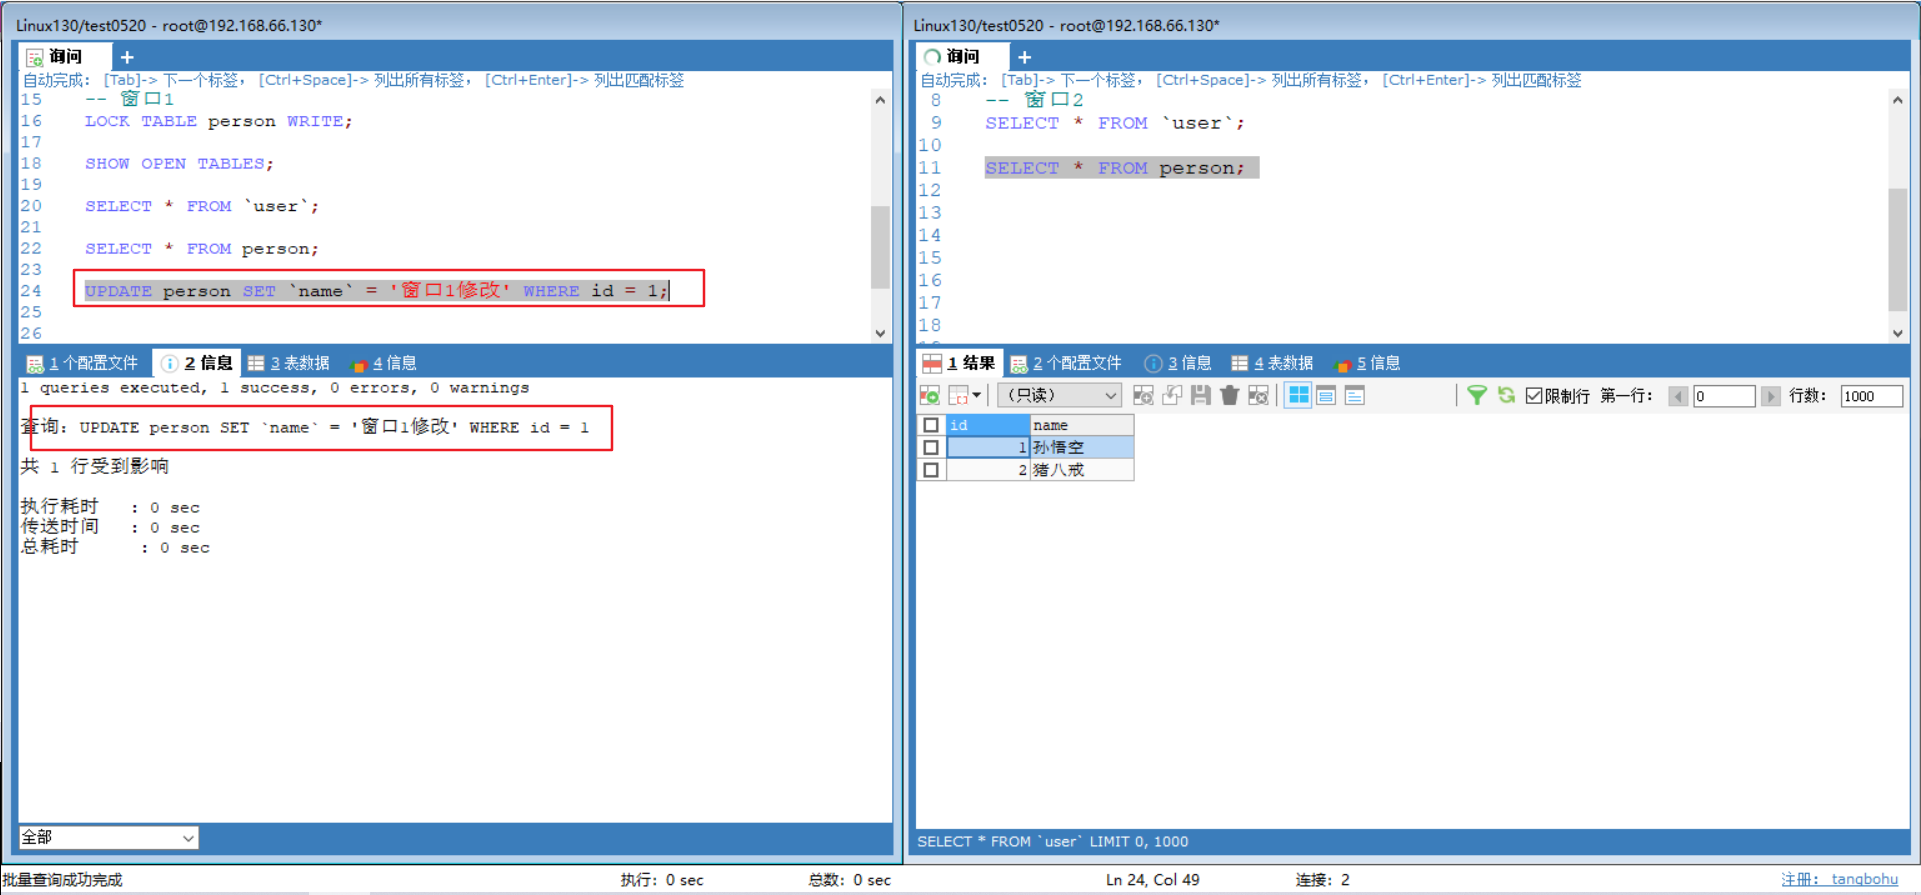 Linux130/test0520 - root@192.168.66.130*
询问 +
自动完成: [Tab]-> 下一个标签, [Ctrl+Space]-> 列出所有标签, [Ctrl+Enter]-> 列出匹配标签
15 -- 窗口1
16 LOCK TABLE person WRITE;
17
18 SHOW OPEN TABLES;
19
20 SELECT * FROM `user`;
21
22 SELECT * FROM person;
23
24 UPDATE person SET `name` = '窗口1修改' WHERE id = 1;
25
26
1 个配置文件 2 信息 3 表数据 4 信息
1 queries executed, 1 success, 0 errors, 0 warnings
查询: UPDATE person SET `name` = '窗口1修改' WHERE id = 1
共 1 行受到影响
执行耗时 : 0 sec
传送时间 : 0 sec
总耗时 : 0 sec
全部
Linux130/test0520 - root@192.168.66.130*
询问 +
自动完成: [Tab]-> 下一个标签, [Ctrl+Space]-> 列出所有标签, [Ctrl+Enter]-> 列出匹配标签
8 -- 窗口2
9 SELECT * FROM `user`;
10
11 SELECT * FROM person;
12
13
14
15
16
17
18
1 结果 2 个配置文件 3 信息 4 表数据 5 信息
(只读) 限制行 第一行: 0 行数: 1000
id name
1 孙悟空
2 猪八戒
SELECT * FROM `user` LIMIT 0, 1000
批量查询成功完成 执行: 0 sec 总数: 0 sec Ln 24, Col 49 连接: 2 注册: tangbohu